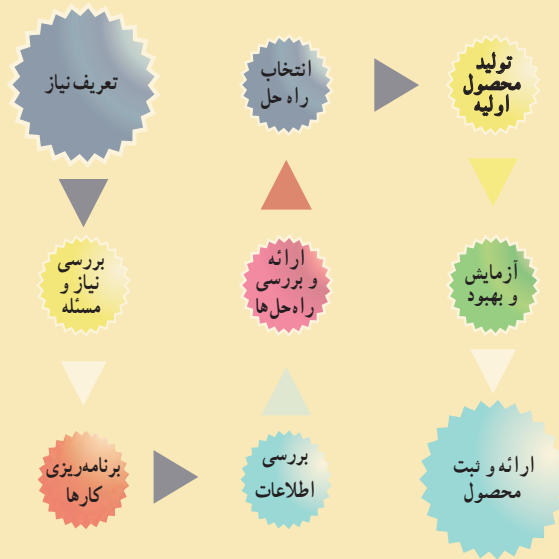 تعریف نیاز
بررسی
نیاز و
مسئله
برنامه‌ریزی
کارها
بررسی
اطلاعات
ارائه
و بررسی
راه‌حل‌ها
انتخاب
راه حل
تولید
محصول
اولیه
آزمایش
و بهبود
ارائه و ثبت
محصول